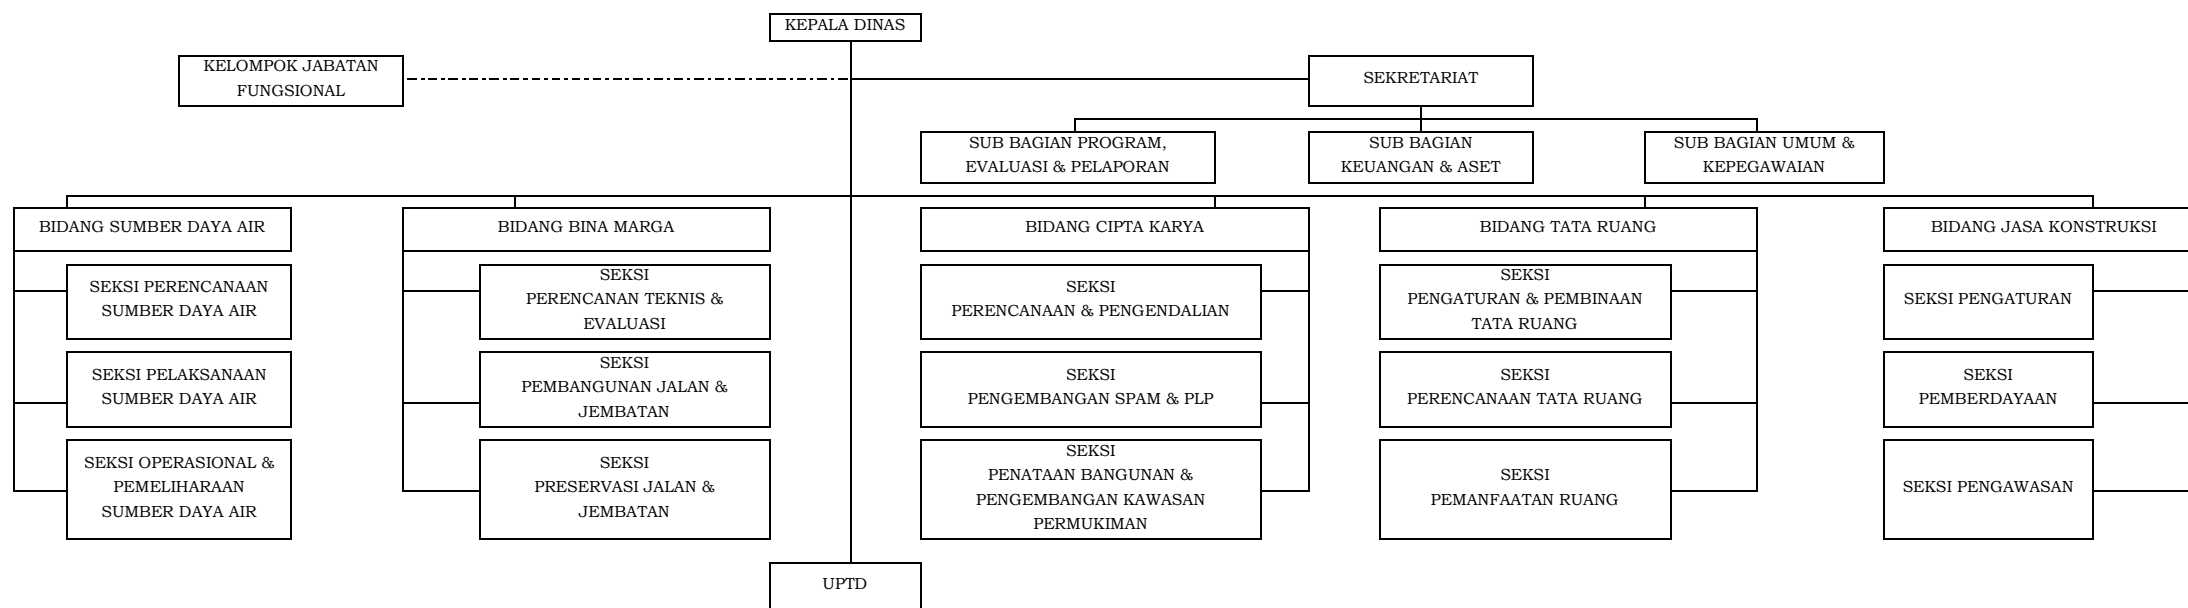 KEPALA DINAS
KELOMPOK JABATAN
FUNGSIONAL
SEKRETARIAT
SUB BAGIAN PROGRAM,
EVALUASI & PELAPORAN
SUB BAGIAN
KEUANGAN & ASET
SUB BAGIAN UMUM &
KEPEGAWAIAN
BIDANG SUMBER DAYA AIR
SEKSI PERENCANAAN
SUMBER DAYA AIR
SEKSI PELAKSANAAN
SUMBER DAYA AIR
SEKSI OPERASIONAL &
PEMELIHARAAN
SUMBER DAYA AIR
BIDANG BINA MARGA
SEKSI
PERENCANAN TEKNIS &
EVALUASI
SEKSI
PEMBANGUNAN JALAN &
JEMBATAN
SEKSI
PRESERVASI JALAN &
JEMBATAN
BIDANG CIPTA KARYA
SEKSI
PERENCANAAN & PENGENDALIAN
SEKSI
PENGEMBANGAN SPAM & PLP
SEKSI
PENATAAN BANGUNAN &
PENGEMBANGAN KAWASAN
PERMUKIMAN
BIDANG TATA RUANG
SEKSI
PENGATURAN & PEMBINAAN
TATA RUANG
SEKSI
PERENCANAAN TATA RUANG
SEKSI
PEMANFAATAN RUANG
BIDANG JASA KONSTRUKSI
SEKSI PENGATURAN
SEKSI
PEMBERDAYAAN
SEKSI PENGAWASAN
UPTD